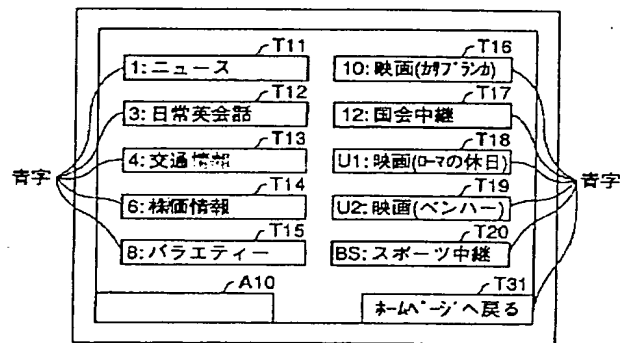 T11
1:ニュース
T12
3:日常英会話
T13
4:交通情報
T14
6:株価情報
T15
8:バラエティー
A10
T16
10:映画(ｶｻﾌﾞﾗﾝｶ)
T17
12:国会中継
T18
U1:映画(ﾛｰﾏの休日)
T19
U2:映画(ベンハー)
T20
BS:スポーツ中継
T31
ﾎｰﾑﾍﾟｰｼﾞへ戻る
青字
青字